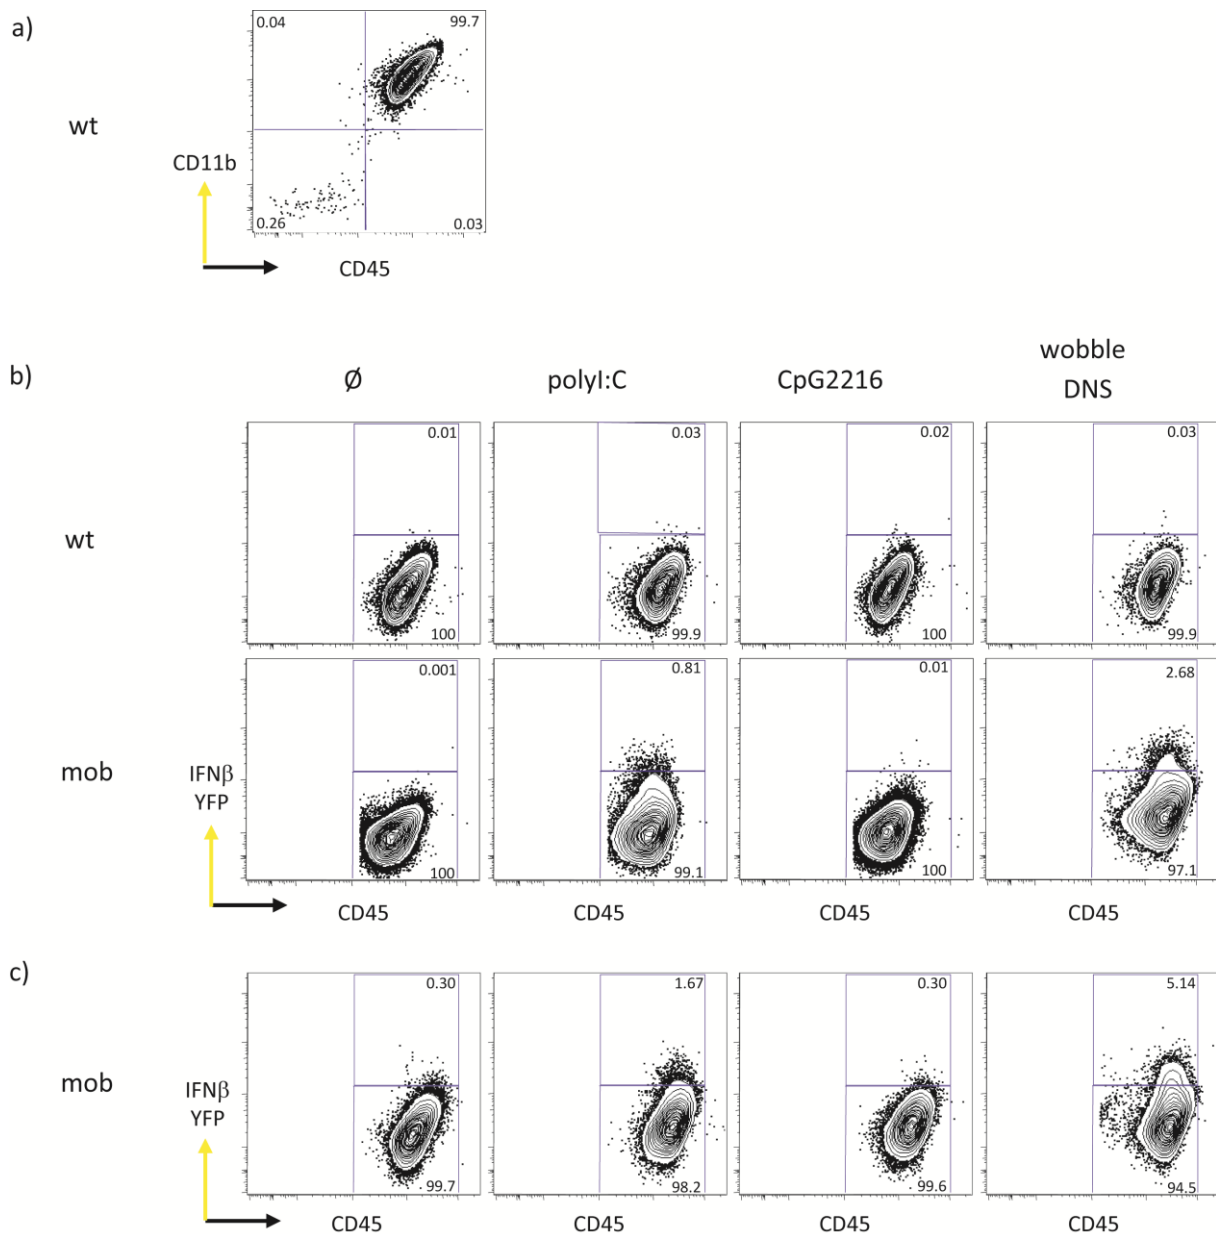 a)
0.04 99.7
wt
CD11b
0.26 0.03
CD45
b) Ø polyI:C CpG2216 wobble
DNS
0.01 0.03 0.02 0.03
wt
100 99.9 100 99.9
0.001 0.81 0.01 2.68
mob IFNβ
YFP
100 99.1 100 97.1
CD45 CD45 CD45 CD45
c)
0.30 1.67 0.30 5.14
mob IFNβ
YFP
99.7 98.2 99.6 94.5
CD45 CD45 CD45 CD45